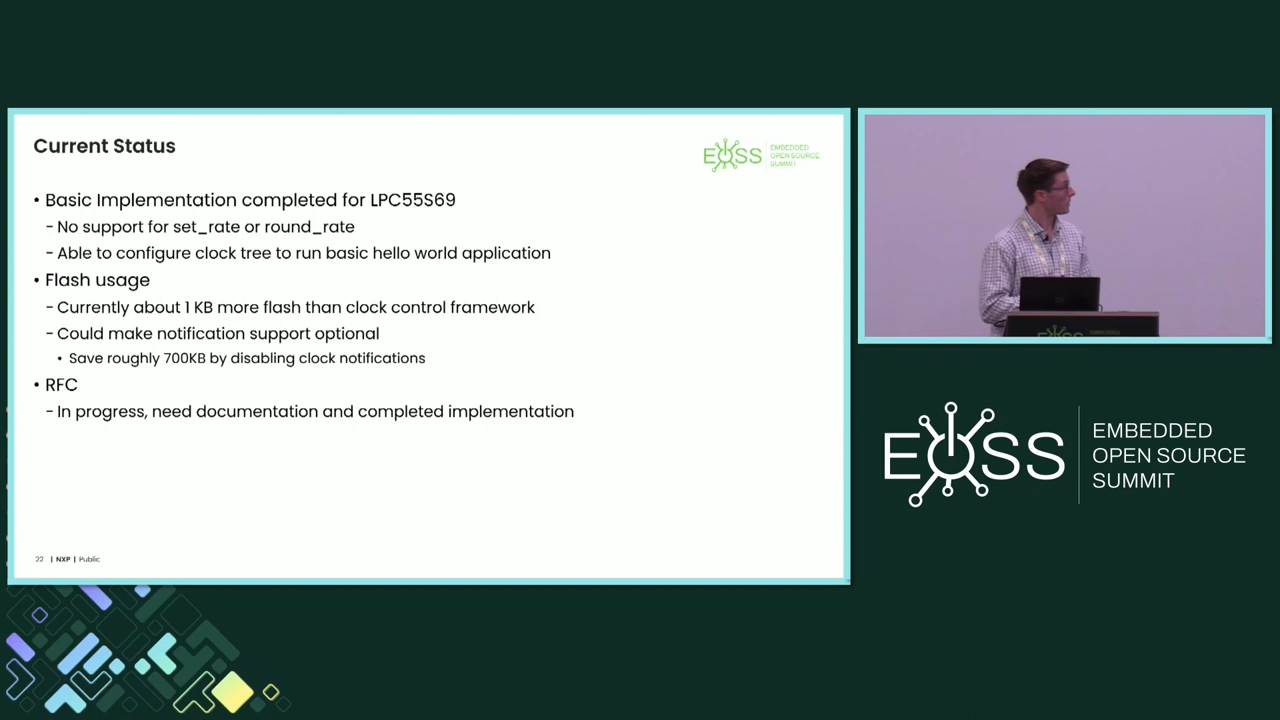 Current Status
EOSS EMBEDDED
OPEN SOURCE
SUMMIT
• Basic Implementation completed for LPC55S69
- No support for set_rate or round_rate
- Able to configure clock tree to run basic hello world application
• Flash usage
- Currently about 1 KB more flash than clock control framework
- Could make notification support optional
• Save roughly 700KB by disabling clock notifications
• RFC
- In progress, need documentation and completed implementation
22 | NXP | Public
EOSS
EOSS
EMBEDDED
OPEN SOURCE
SUMMIT